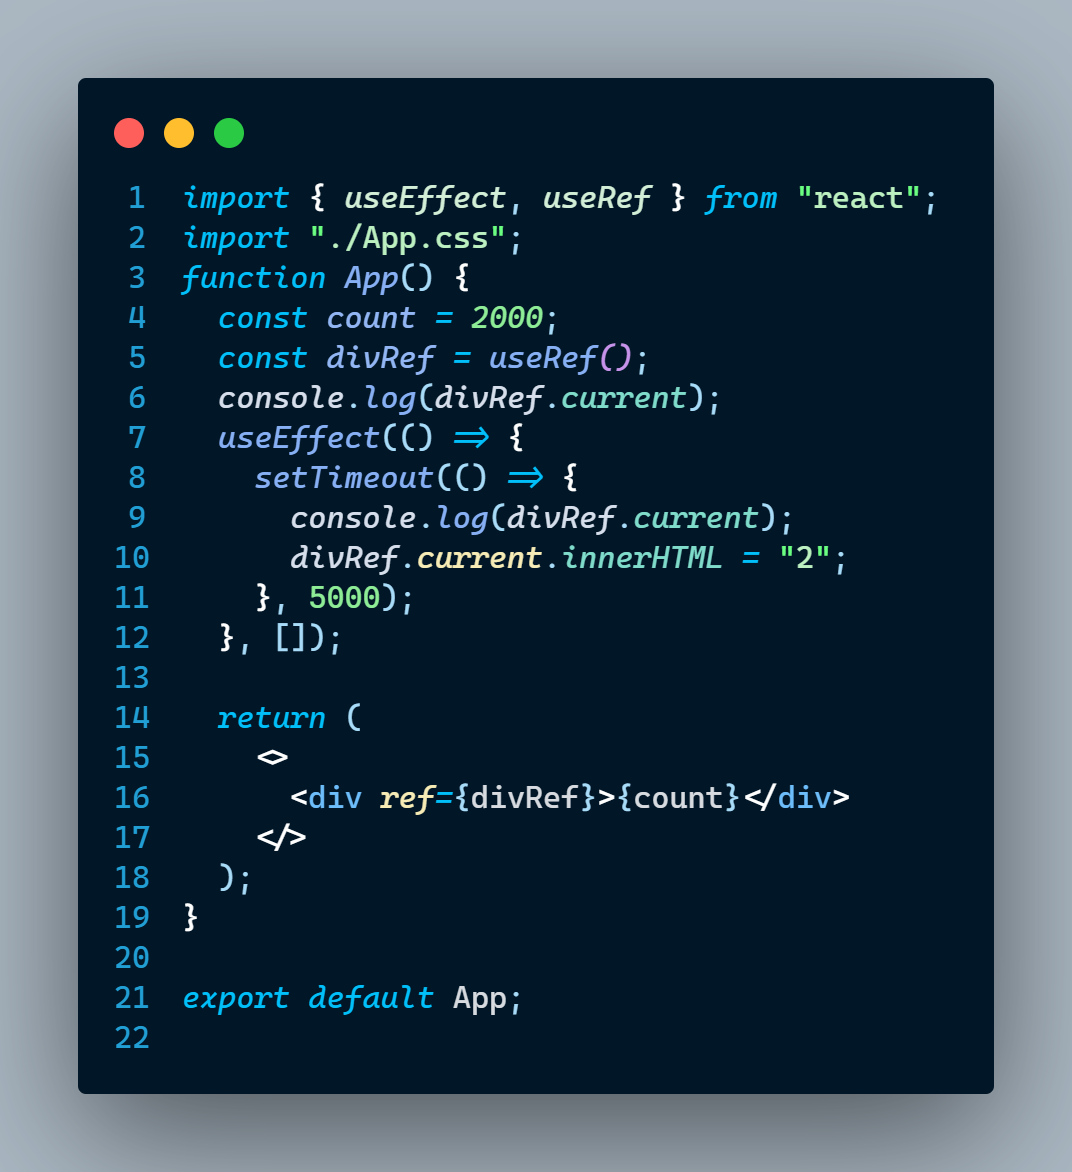 1 import { useEffect, useRef } from "react";
2 import "./App.css";
3 function App() {
4   const count = 2000;
5   const divRef = useRef();
6   console.log(divRef.current);
7   useEffect(() => {
8     setTimeout(() => {
9       console.log(divRef.current);
10       divRef.current.innerHTML = "2";
11     }, 5000);
12   }, []);
13
14   return (
15     <>
16       <div ref={divRef}>{count}</div>
17     </>
18   );
19 }
20
21 export default App;
22